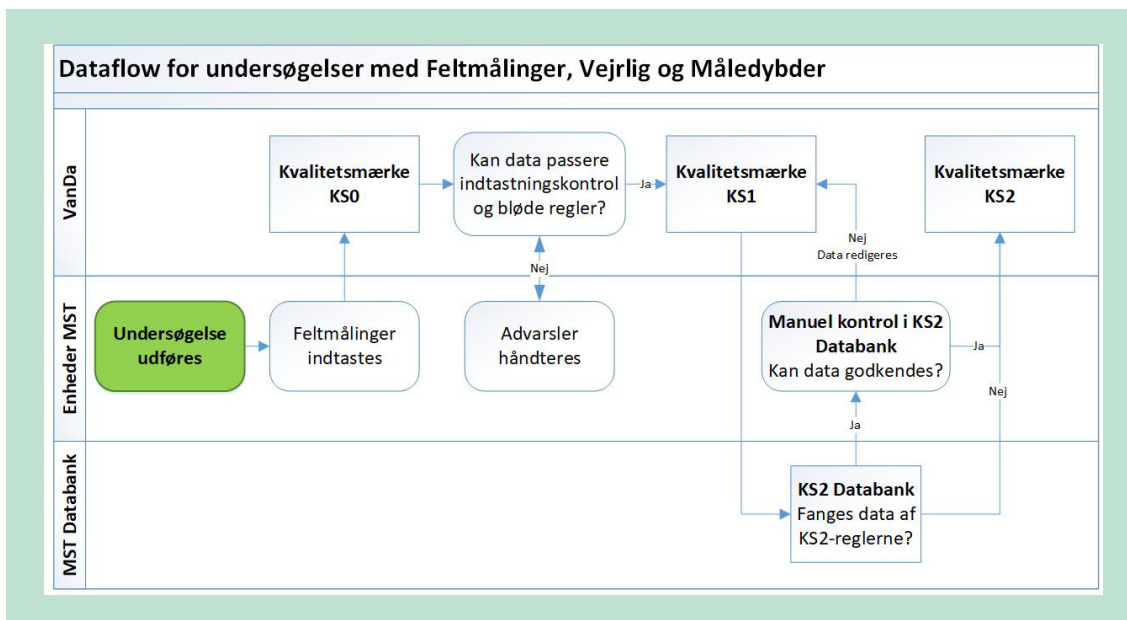 Dataflow for undersøgelser med Feltmålinger, Vejrlig og Måledybder
VanDa
Kvalitetsmærke
KS0
Kan data passere
indtastningskontrol
og bløde regler?
Ja
Kvalitetsmærke
KS1
Kvalitetsmærke
KS2
Nej
Nej
Data redigeres
Enheder MST
Undersøgelse
udføres
Feltmålinger
indtastes
Advarsler
håndteres
Manuel kontrol i KS2
Databank
Kan data godkendes?
Ja
Nej
Ja
MST Databank
KS2 Databank
Fanges data af
KS2-reglerne?